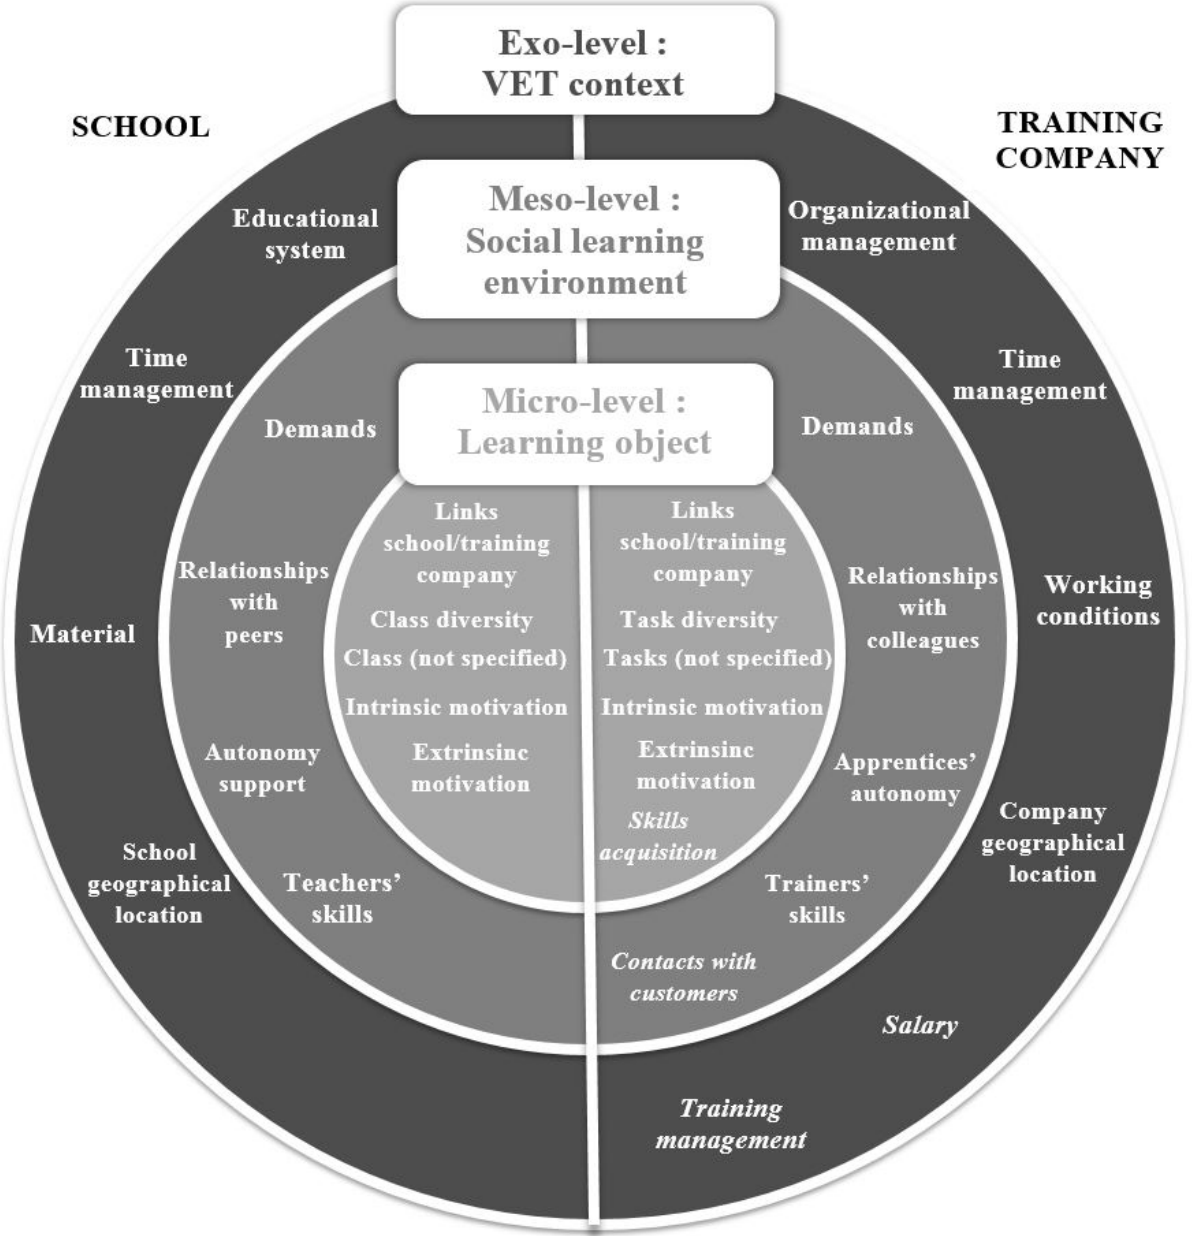 Exo-level :
VET context
SCHOOL
TRAINING
COMPANY
Meso-level :
Social learning
environment
Educational
system
Organizational
management
Time
management
Time
management
Micro-level :
Learning object
Demands
Demands
Links
school/training
company
Links
school/training
company
Relationships
with
peers
Relationships
with
colleagues
Material
Working
conditions
Class diversity
Task diversity
Class (not specified)
Tasks (not specified)
Intrinsic motivation
Intrinsic motivation
Extrinsinc
motivation
Extrinsinc
motivation
Autonomy
support
Apprentices’
autonomy
Skills
acquisition
School
geographical
location
Company
geographical
location
Teachers’
skills
Trainers’
skills
Contacts with
customers
Salary
Training
management